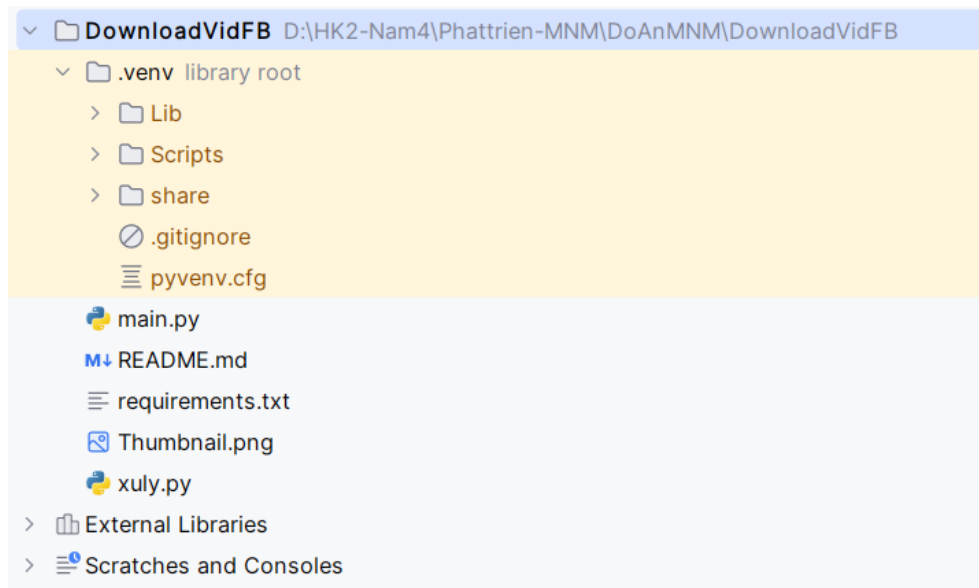 DownloadVidFB D:\HK2-Nam4\Phattrien-MNM\DoAnMNM\DownloadVidFB
.venv library root
Lib
Scripts
share
.gitignore
pyvenv.cfg
main.py
M↓ README.md
requirements.txt
Thumbnail.png
xuly.py
External Libraries
Scratches and Consoles